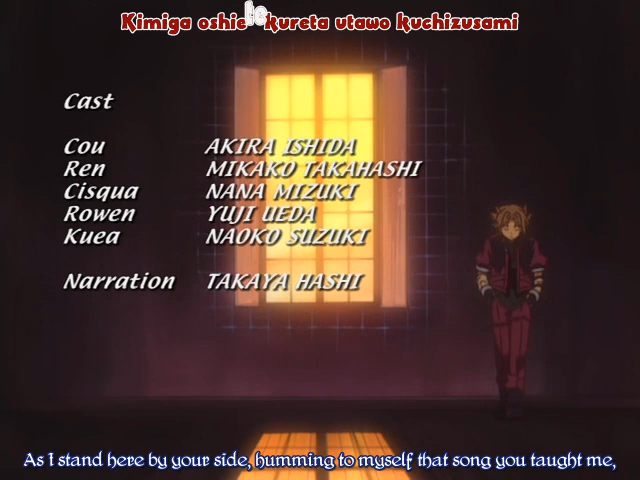 Kimiga oshiete kureta utawo kuchizusami
Cast
Cou AKIRA ISHIDA
Ren MIKAKO TAKAHASHI
Cisqua NANA MIZUKI
Rowen YUJI UEDA
Kuea NAOKO SUZUKI
Narration TAKAYA HASHI
As I stand here by your side, humming to myself that song you taught me,